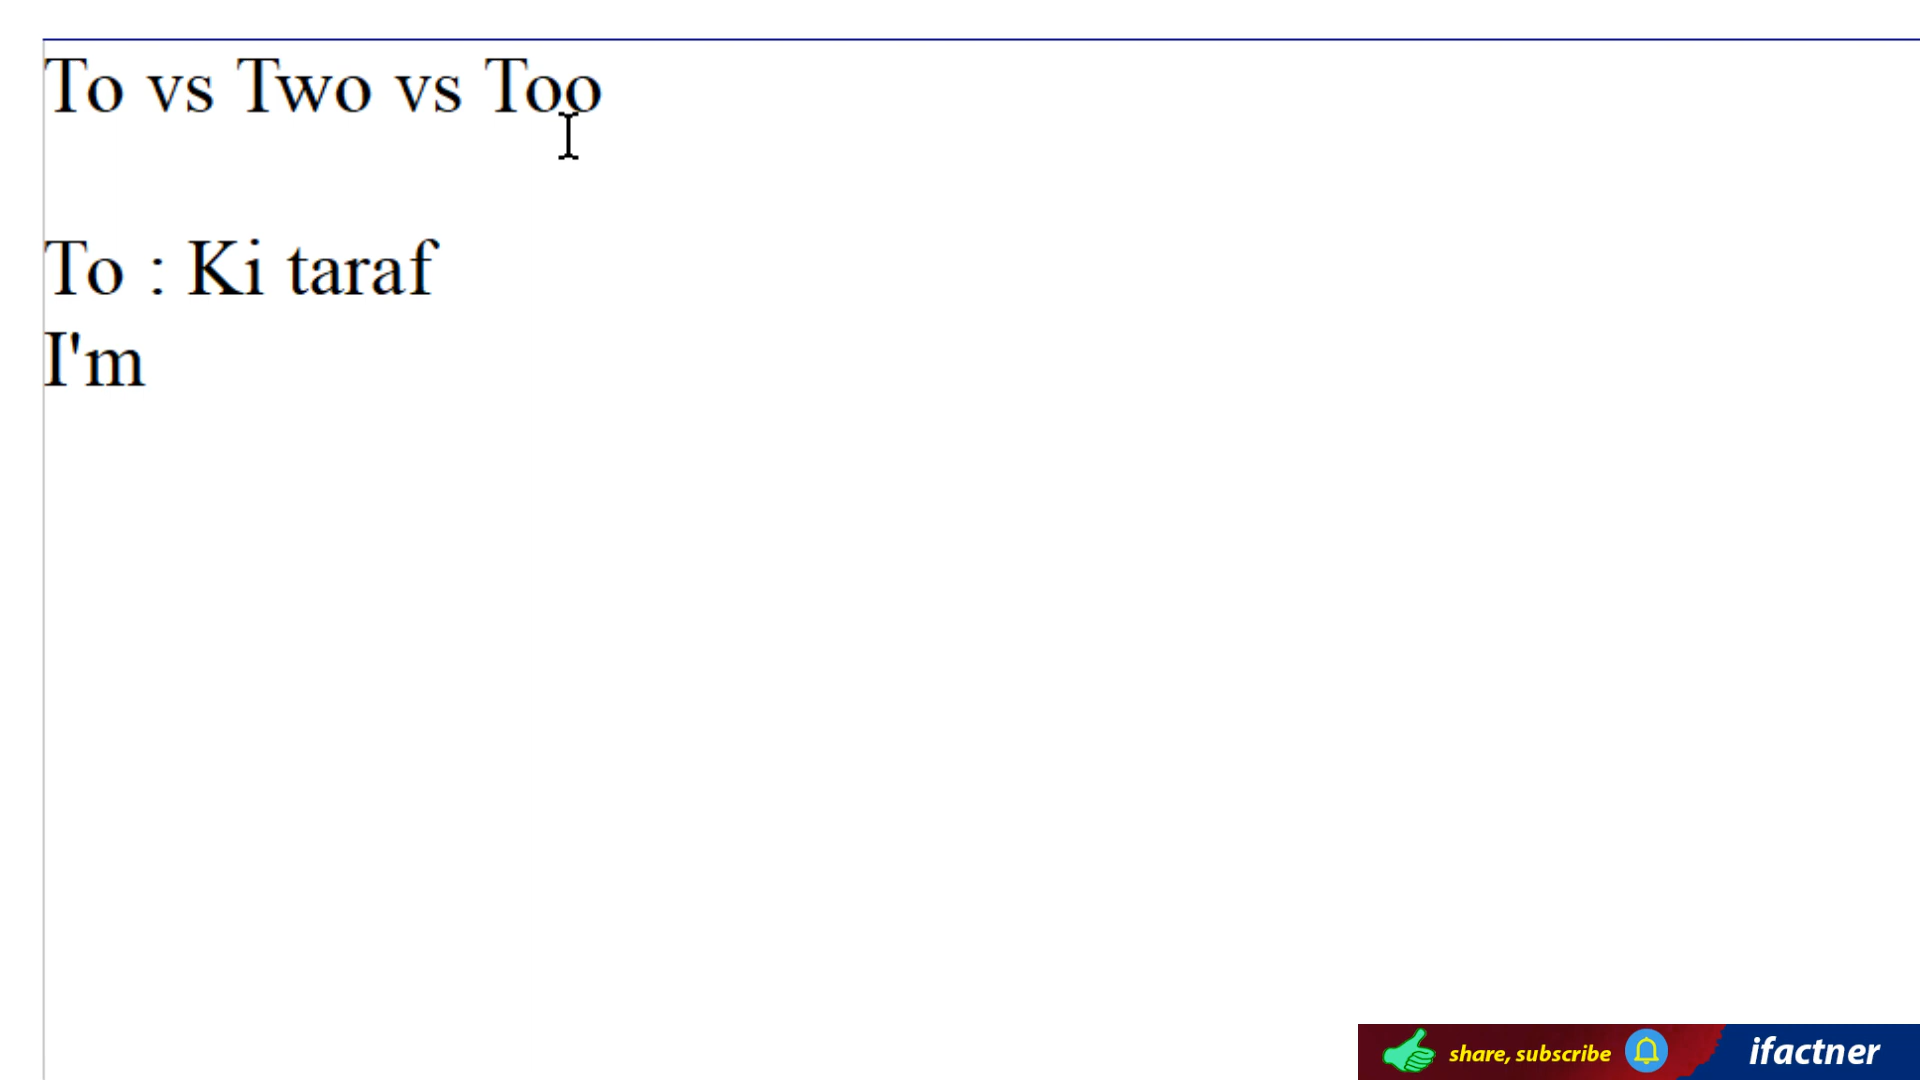 To vs Two vs Too
To : Ki taraf
I'm
share, subscribe
ifactner